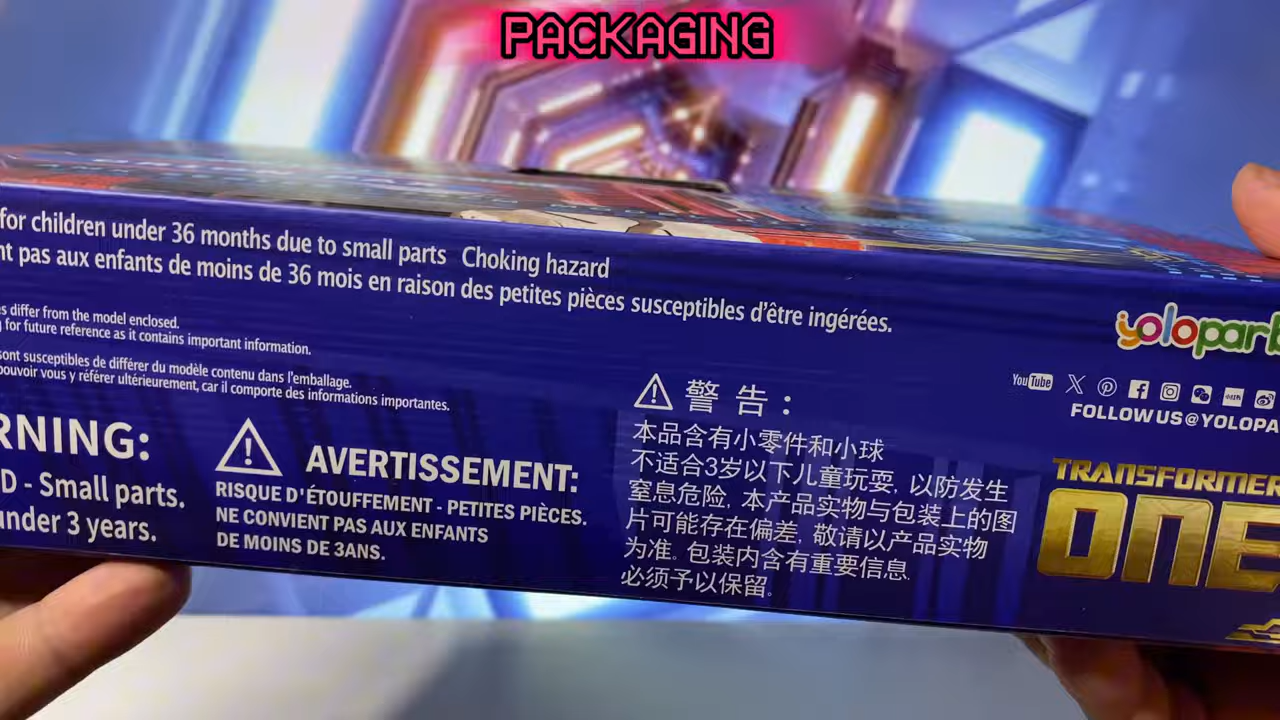 PACKAGING
for children under 36 months due to small parts Choking hazard
pas aux enfants de moins de 36 mois en raison des petites pièces susceptibles d'être ingérées.
differ from the model enclosed.
for future reference as it contains important information.
sont susceptibles de différer du modèle contenu dans l'emballage.
pouvoir vous y référer ultérieurement, car il comporte des informations importantes.
RNING:
D - Small parts.
under 3 years.
AVERTISSEMENT:
RISQUE D'ÉTOUFFEMENT - PETITES PIÈCES.
NE CONVIENT PAS AUX ENFANTS
DE MOINS DE 3ANS.
警告:
本品含有小零件和小球
不适合3岁以下儿童玩耍, 以防发生
窒息危险, 本产品实物与包装上的图
片可能存在偏差, 敬请以产品实物
为准。包装内含有重要信息.
必须予以保留。
yolopark
YouTube
FOLLOW US@YOLOPA
TRANSFORMER
ONE